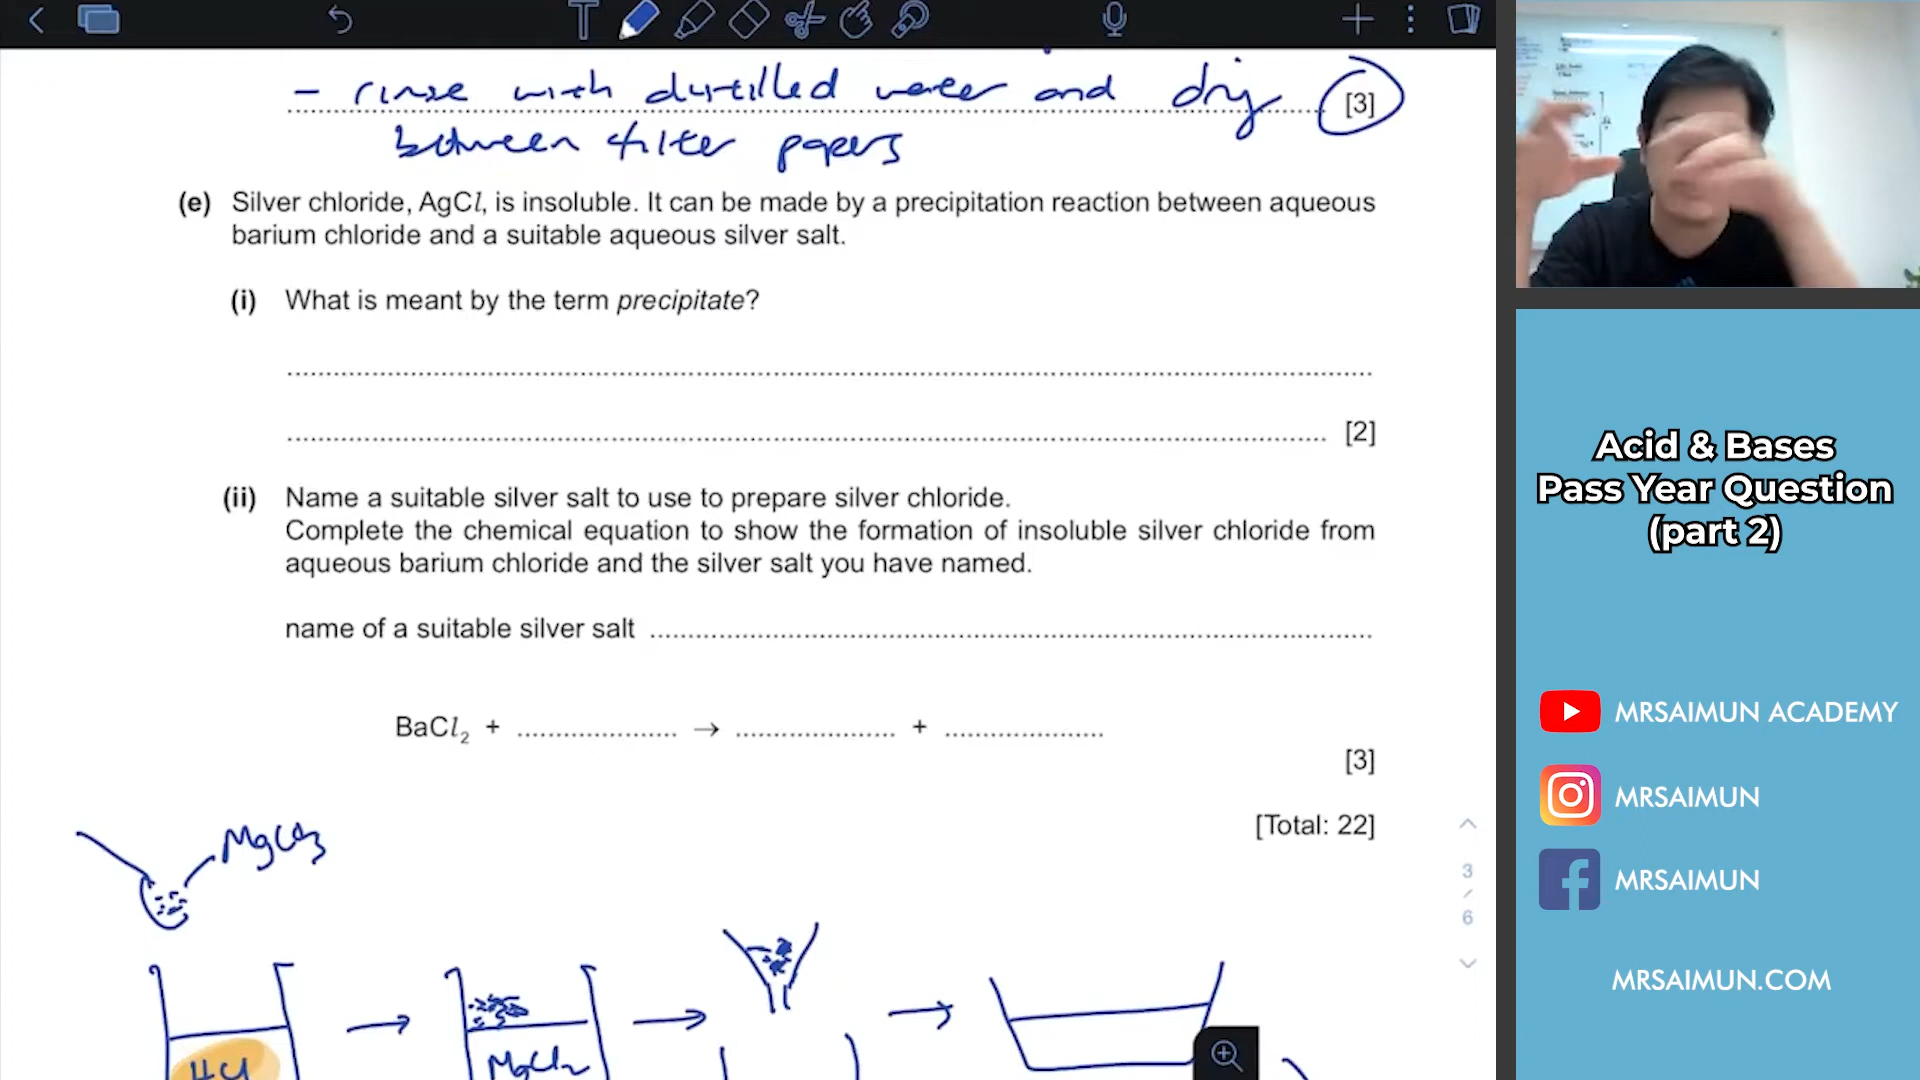 – rinse with distilled water and dry [3]
between filter papers
(e) Silver chloride, AgCl, is insoluble. It can be made by a precipitation reaction between aqueous
barium chloride and a suitable aqueous silver salt.
(i) What is meant by the term precipitate?
[2]
(ii) Name a suitable silver salt to use to prepare silver chloride.
Complete the chemical equation to show the formation of insoluble silver chloride from
aqueous barium chloride and the silver salt you have named.
name of a suitable silver salt
BaCl₂ + .................... → .................... + ....................
[3]
[Total: 22]
MgCO3
HCl
MgCl2
3
6
Acid & Bases
Pass Year Question
(part 2)
MRSAIMUN ACADEMY
MRSAIMUN
MRSAIMUN
MRSAIMUN.COM